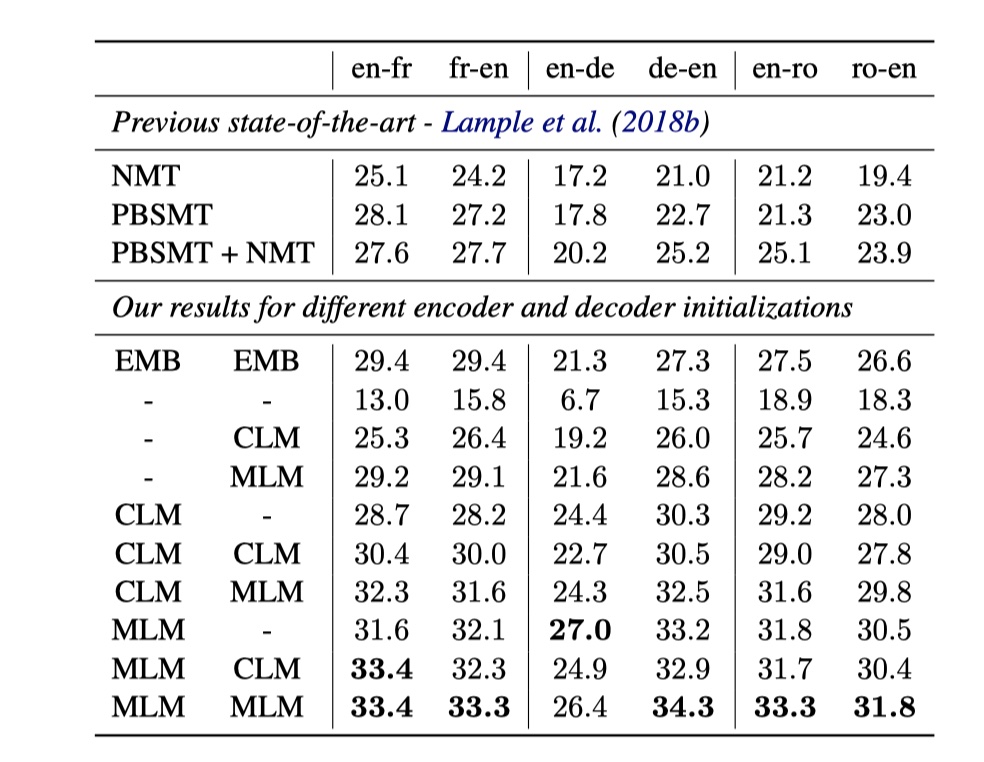 en-fr fr-en en-de de-en en-ro ro-en
Previous state-of-the-art - Lample et al. (2018b)
NMT 25.1 24.2 17.2 21.0 21.2 19.4
PBSMT 28.1 27.2 17.8 22.7 21.3 23.0
PBSMT + NMT 27.6 27.7 20.2 25.2 25.1 23.9
Our results for different encoder and decoder initializations
EMB EMB 29.4 29.4 21.3 27.3 27.5 26.6
- - 13.0 15.8 6.7 15.3 18.9 18.3
- CLM 25.3 26.4 19.2 26.0 25.7 24.6
- MLM 29.2 29.1 21.6 28.6 28.2 27.3
CLM - 28.7 28.2 24.4 30.3 29.2 28.0
CLM CLM 30.4 30.0 22.7 30.5 29.0 27.8
CLM MLM 32.3 31.6 24.3 32.5 31.6 29.8
MLM - 31.6 32.1 27.0 33.2 31.8 30.5
MLM CLM 33.4 32.3 24.9 32.9 31.7 30.4
MLM MLM 33.4 33.3 26.4 34.3 33.3 31.8